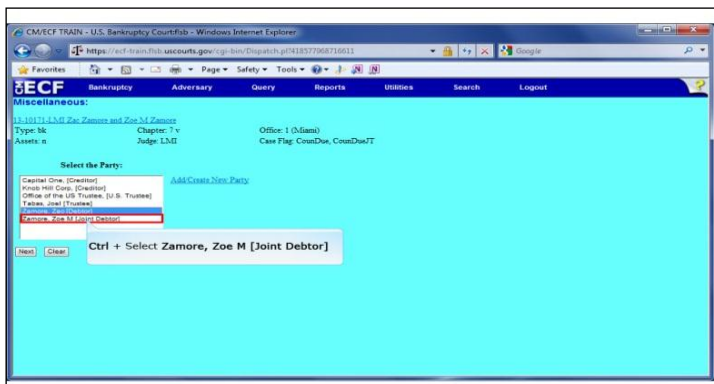 CM/ECF TRAIN - U.S. Bankruptcy Court:flsb - Windows Internet Explorer
https://ecf-train.flsb.uscourts.gov/cgi-bin/Dispatch.pl?418577068716611
Google
Favorites Page Safety Tools
ECF Bankruptcy Adversary Query Reports Utilities Search Logout
Miscellaneous:
13-10171-LMI Zac Zamore and Zoe M Zamore
Type: bk Chapter: 7 v Office: 1 (Miami)
Assets: n Judge: LMI Case Flag: CounDue, CounDueJT
Select the Party:
Capital One, [Creditor] Add/Create New Party
Knob Hill Corp, [Creditor]
Office of the US Trustee, [U.S. Trustee]
Tabas, Joel [Trustee]
Zamore, Zac [Debtor]
Zamore, Zoe M [Joint Debtor]
Ctrl + Select Zamore, Zoe M [Joint Debtor]
Next Clear